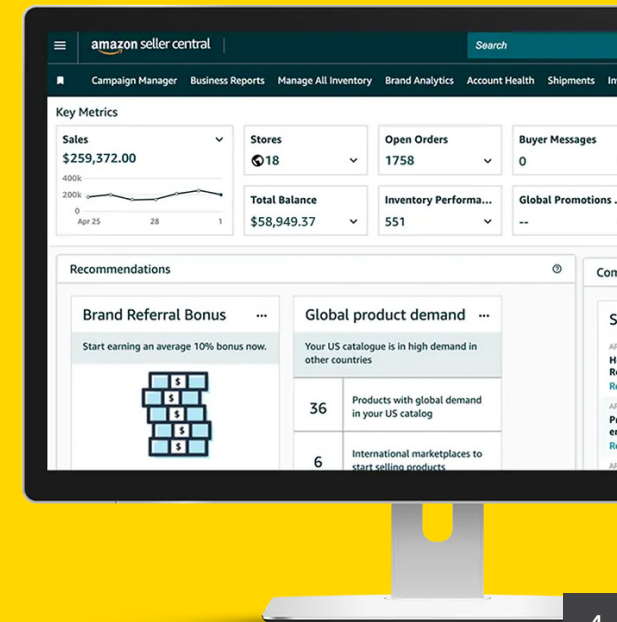 amazon seller central
Search
Campaign Manager Business Reports Manage All Inventory Brand Analytics Account Health Shipments
Key Metrics
Sales
$259,372.00
400k
200k
0
Apr 25 28 1
Stores
18
Open Orders
1758
Buyer Messages
0
Total Balance
$58,949.37
Inventory Performa...
551
Global Promotions ..
--
Recommendations
Brand Referral Bonus ...
Start earning an average 10% bonus now.
$
$
$
$
$
Global product demand ...
Your US catalogue is in high demand in
other countries
36
Products with global demand
in your US catalog
6
International marketplaces to
start selling products